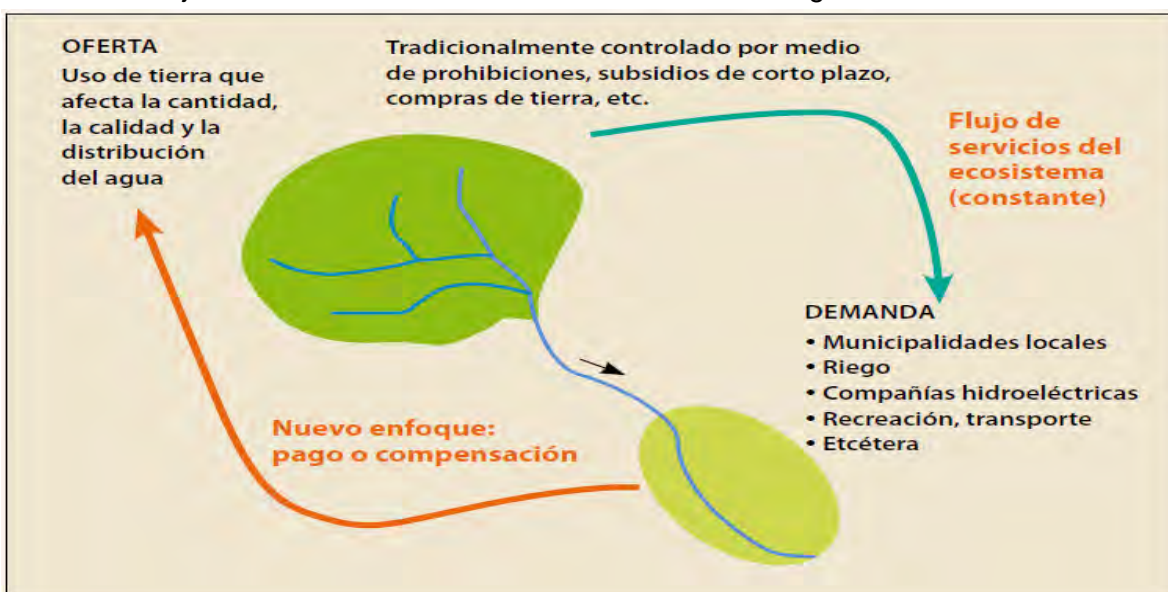 OFERTA
Uso de tierra que
afecta la cantidad,
la calidad y la
distribución
del agua
Tradicionalmente controlado por medio
de prohibiciones, subsidios de corto plazo,
compras de tierra, etc.
Flujo de
servicios del
ecosistema
(constante)
DEMANDA
• Municipalidades locales
• Riego
• Compañías hidroeléctricas
• Recreación, transporte
• Etcétera
Nuevo enfoque:
pago o compensación